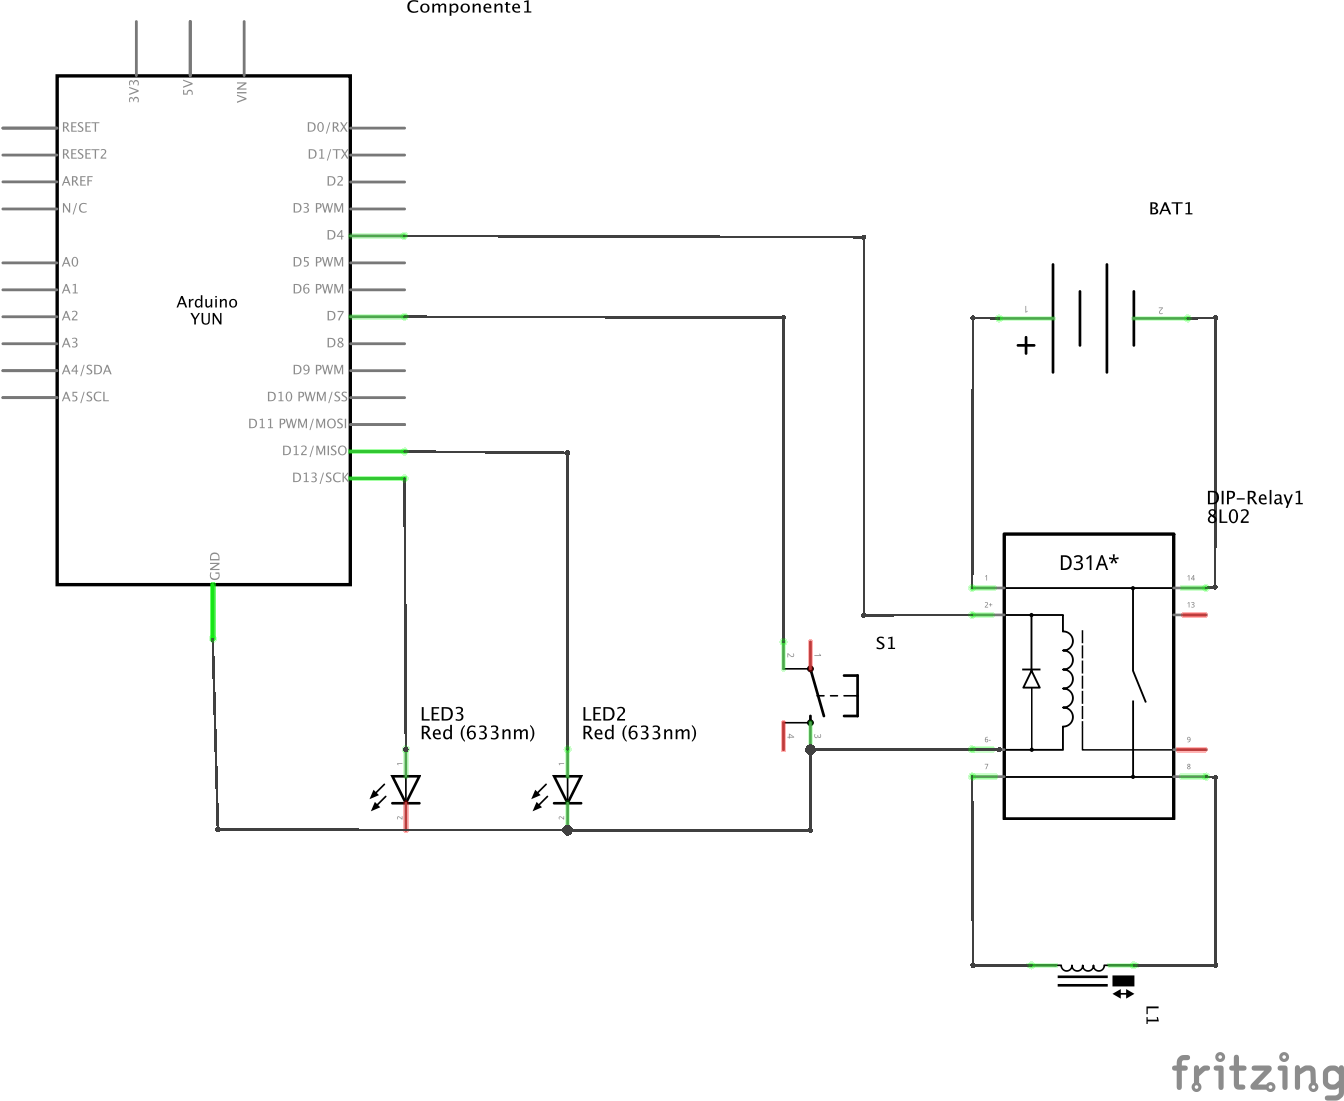 Componente1
3V3
5V
VIN
RESET
RESET2
AREF
N/C
A0
A1
A2
A3
A4/SDA
A5/SCL
Arduino
YUN
D0/RX
D1/TX
D2
D3 PWM
D4
D5 PWM
D6 PWM
D7
D8
D9 PWM
D10 PWM/SS
D11 PWM/MOSI
D12/MISO
D13/SCK
GND
BAT1
1
2
+
DIP-Relay1
8L02
D31A*
1
2+
6-
7
14
13
9
8
S1
2
1
4
3
LED3
Red (633nm)
1
2
LED2
Red (633nm)
1
2
L1
fritzing